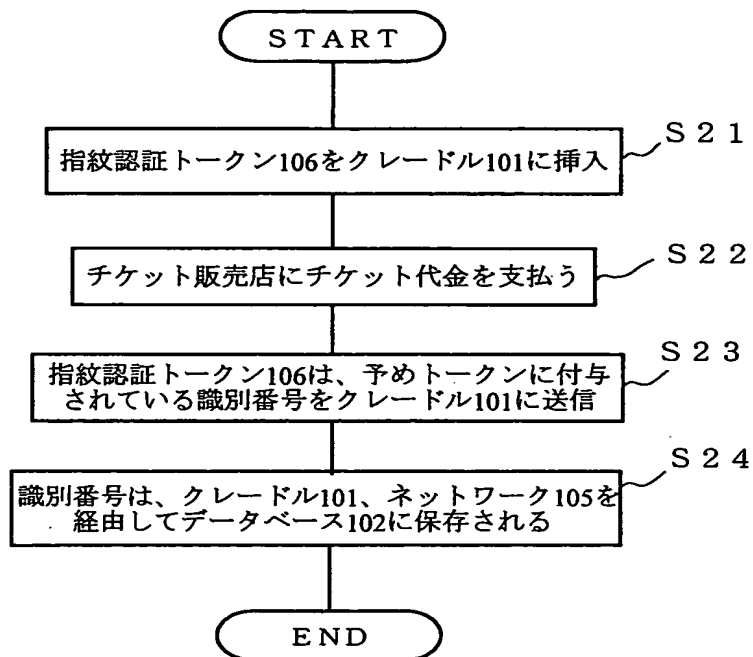 START
指紋認証トークン106をクレードル101に挿入
S21
チケット販売店にチケット代金を支払う
S22
指紋認証トークン106は、予めトークンに付与
されている識別番号をクレードル101に送信
S23
識別番号は、クレードル101、ネットワーク105を
経由してデータベース102に保存される
S24
END